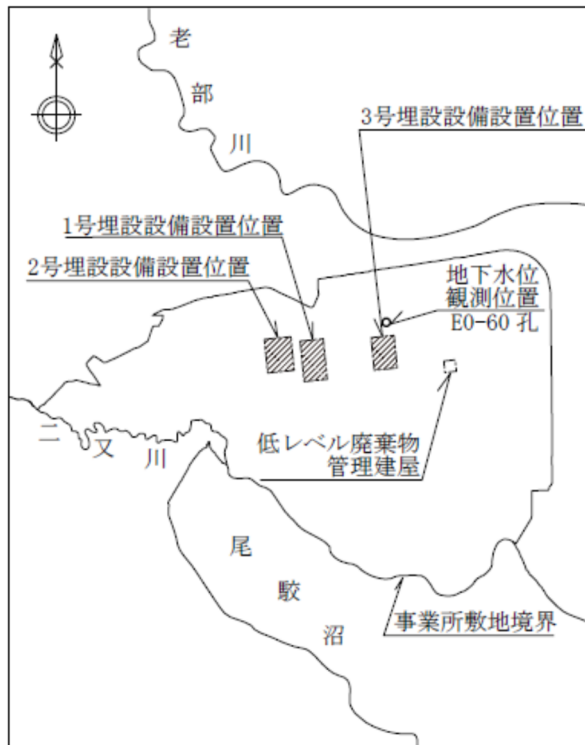 老部川
3号埋設設備設置位置
1号埋設設備設置位置
2号埋設設備設置位置
地下水位
観測位置
E0-60 孔
低レベル廃棄物
管理建屋
二又川
尾駮沼
事業所敷地境界